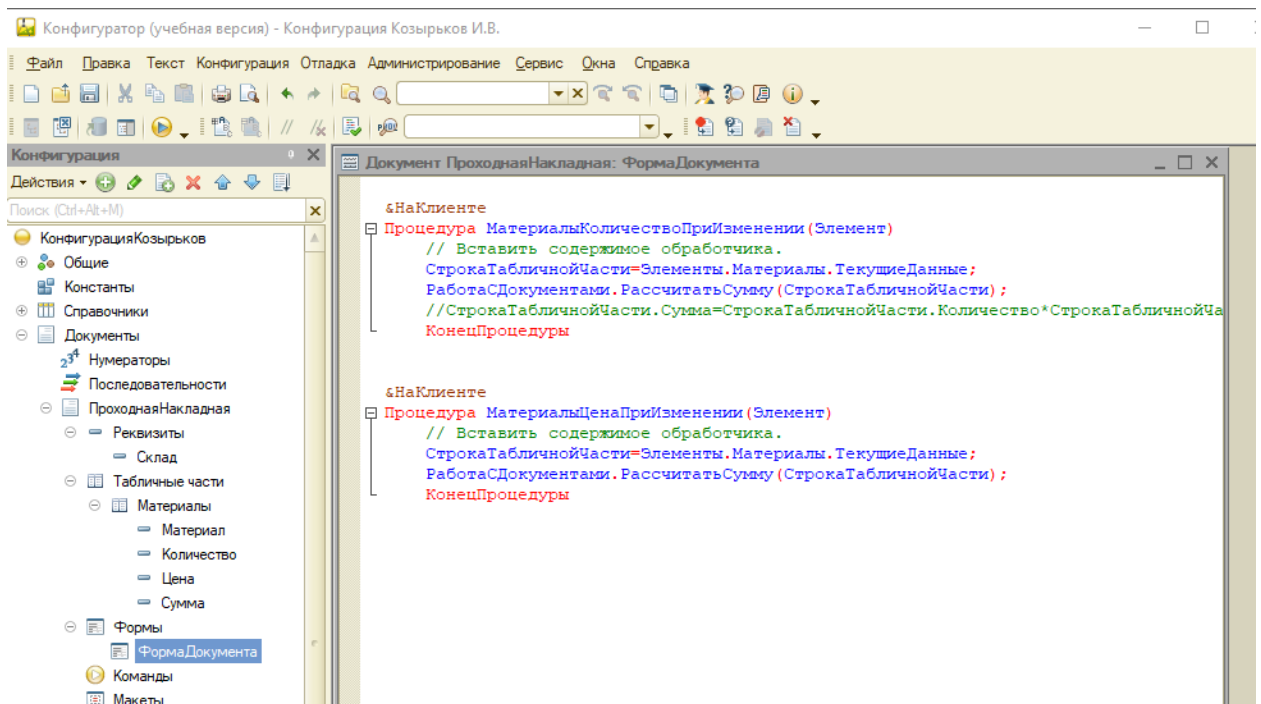 Конфигуратор (учебная версия) - Конфигурация Козырьков И.В.
Файл Правка Текст Конфигурация Отладка Администрирование Сервис Окна Справка
Конфигурация
Действия
Поиск (Ctrl+Alt+M)
КонфигурацияКозырьков
Общие
Константы
Справочники
Документы
Нумераторы
Последовательности
ПроходнаяНакладная
Реквизиты
Склад
Табличные части
Материалы
Материал
Количество
Цена
Сумма
Формы
ФормаДокумента
Команды
Макеты
Документ ПроходнаяНакладная: ФормаДокумента
&НаКлиенте
Процедура МатериалыКоличествоПриИзменении(Элемент)
// Вставить содержимое обработчика.
СтрокаТабличнойЧасти=Элементы.Материалы.ТекущиеДанные;
РаботаСДокументами.РассчитатьСумму(СтрокаТабличнойЧасти);
//СтрокаТабличнойЧасти.Сумма=СтрокаТабличнойЧасти.Количество*СтрокаТабличнойЧа
КонецПроцедуры
&НаКлиенте
Процедура МатериалыЦенаПриИзменении(Элемент)
// Вставить содержимое обработчика.
СтрокаТабличнойЧасти=Элементы.Материалы.ТекущиеДанные;
РаботаСДокументами.РассчитатьСумму(СтрокаТабличнойЧасти);
КонецПроцедуры